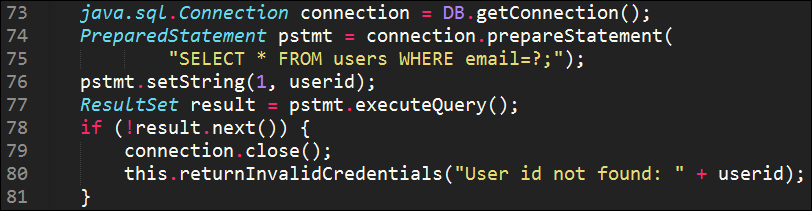 73 java.sql.Connection connection = DB.getConnection();
74 PreparedStatement pstmt = connection.prepareStatement(
75 "SELECT * FROM users WHERE email=?;");
76 pstmt.setString(1, userid);
77 ResultSet result = pstmt.executeQuery();
78 if (!result.next()) {
79 connection.close();
80 this.returnInvalidCredentials("User id not found: " + userid);
81 }